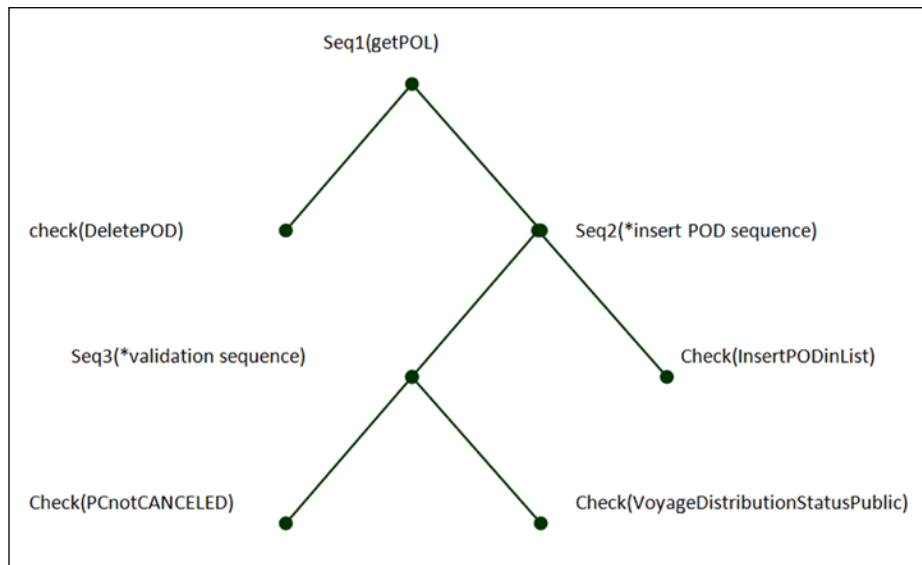 Seq1(getPOL)
check(DeletePOD)
Seq2(*insert POD sequence)
Seq3(*validation sequence)
Check(InsertPODinList)
Check(PCnotCANCELED)
Check(VoyageDistributionStatusPublic)